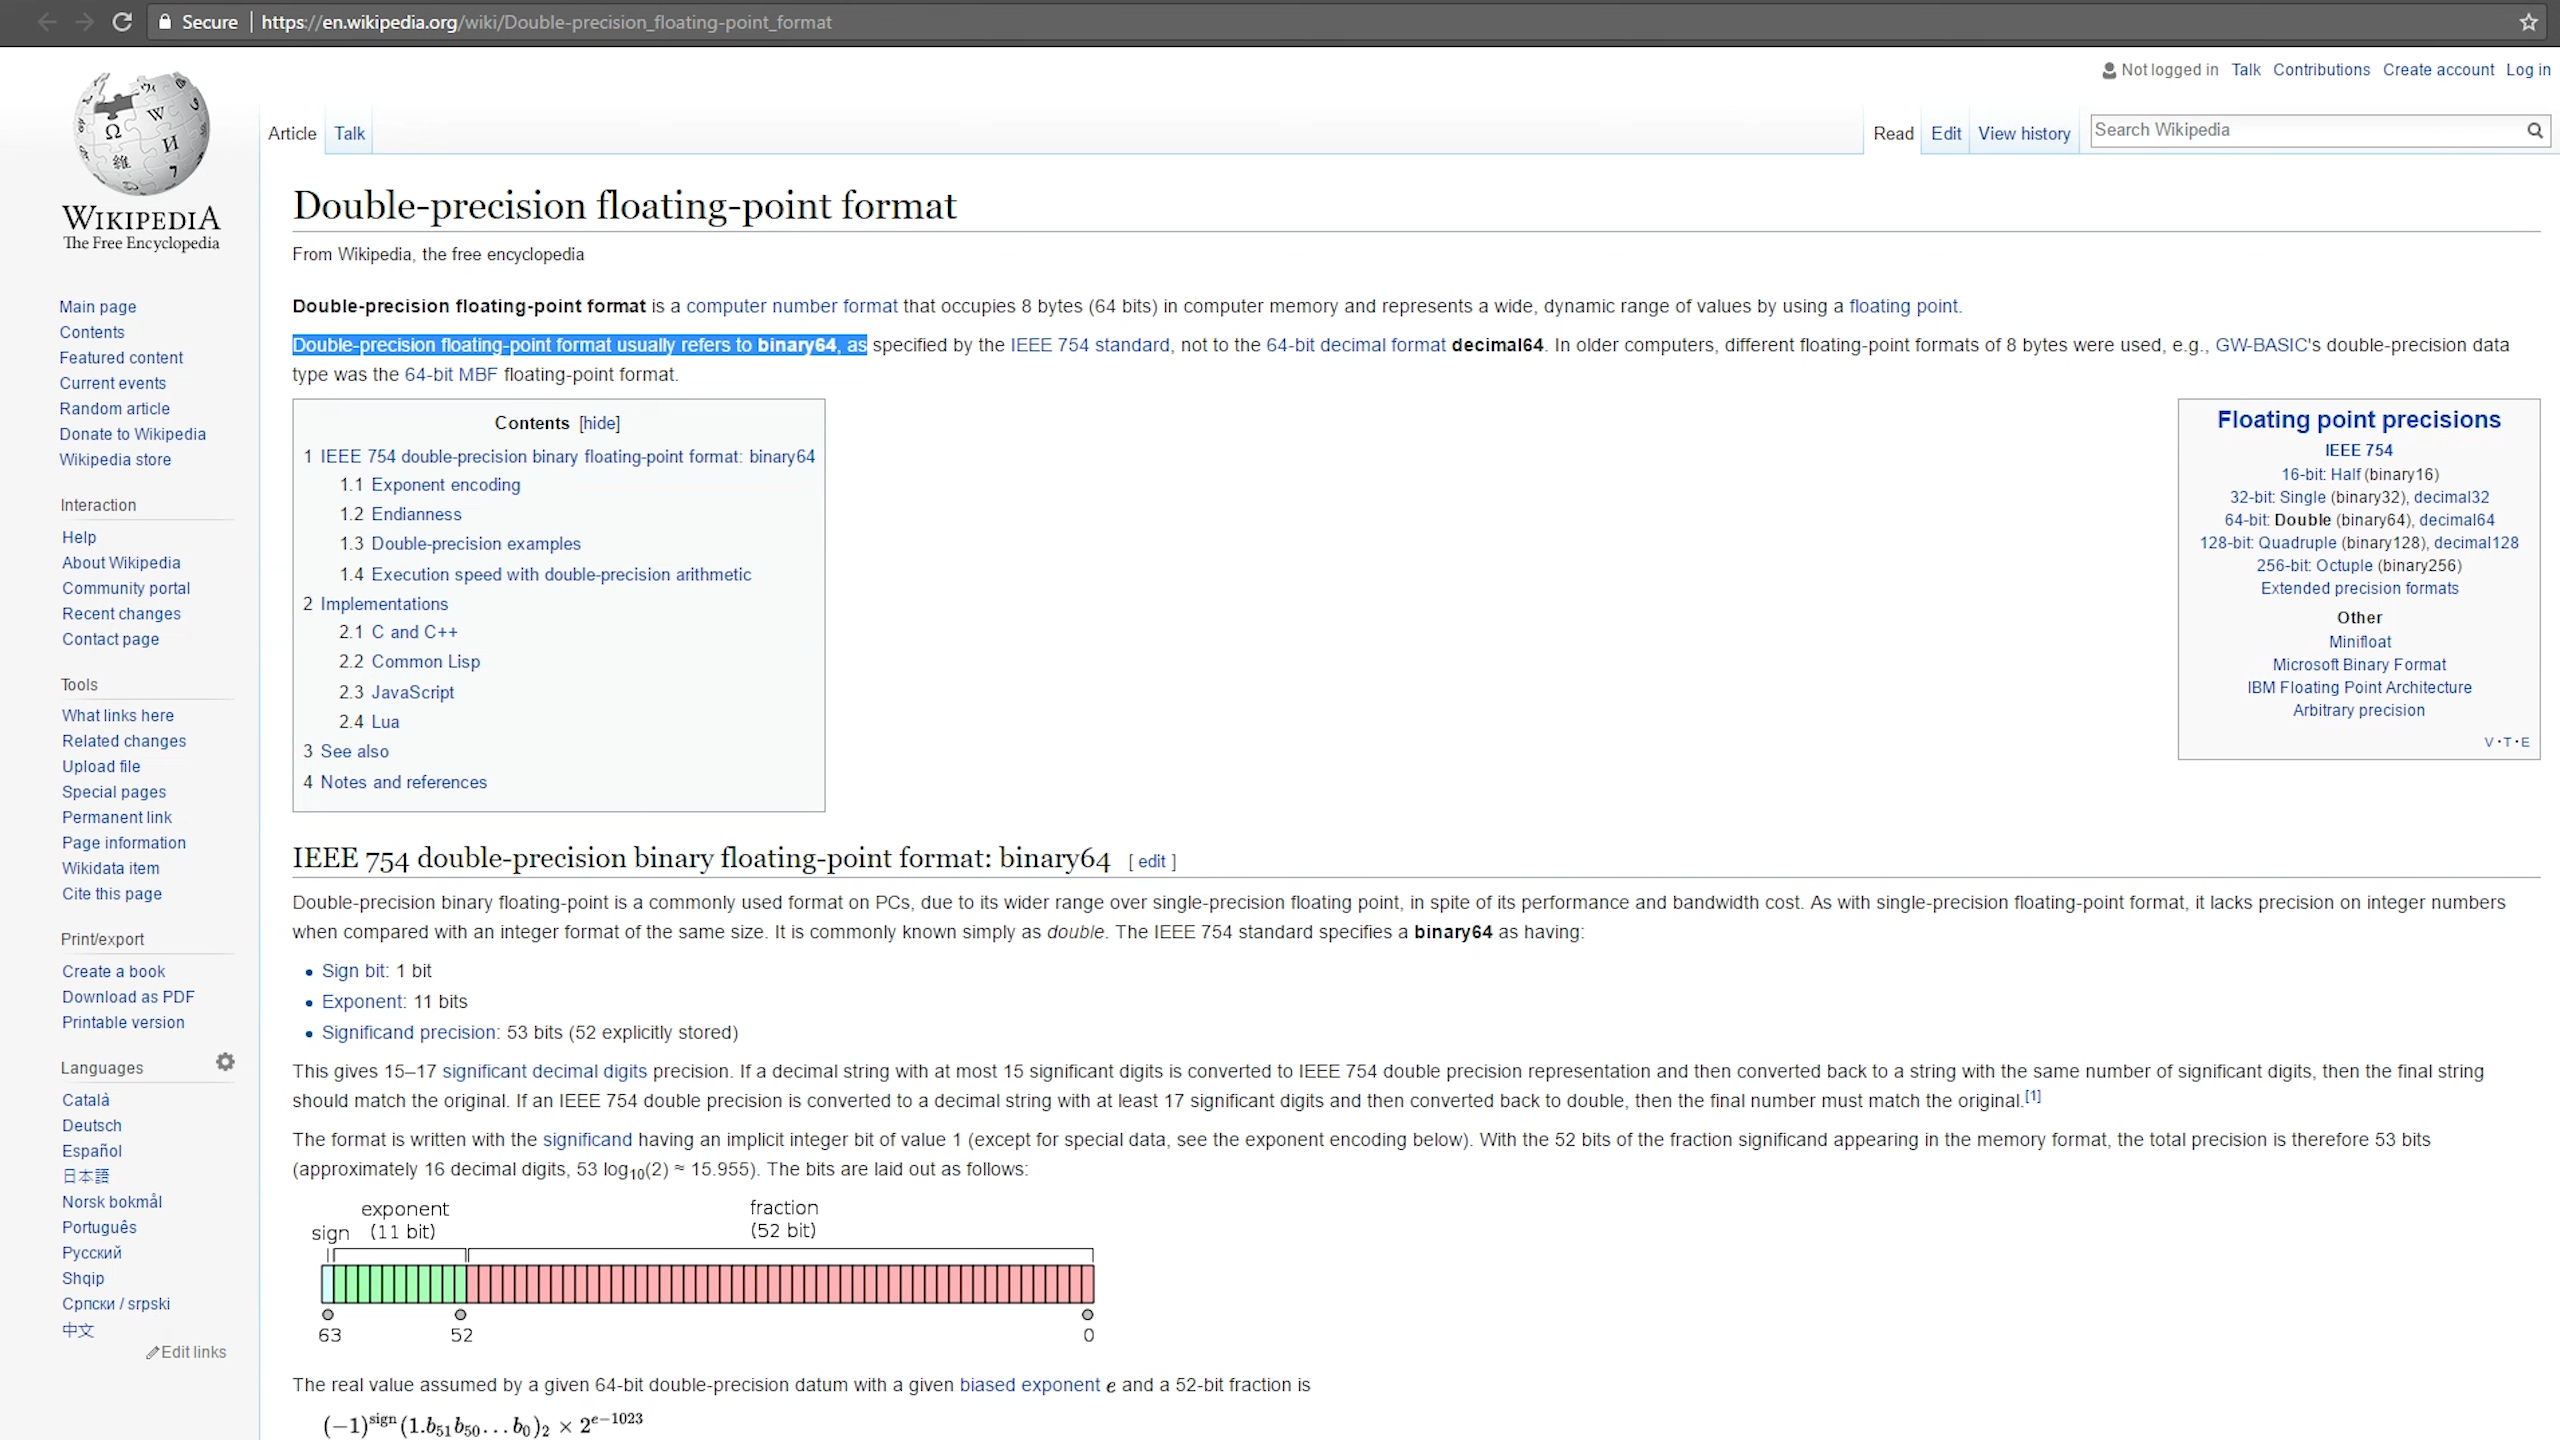 Secure | https://en.wikipedia.org/wiki/Double-precision_floating-point_format
Not logged in Talk Contributions Create account Log in
Article Talk
Read Edit View history Search Wikipedia
WIKIPEDIA
The Free Encyclopedia
Main page
Contents
Featured content
Current events
Random article
Donate to Wikipedia
Wikipedia store
Interaction
Help
About Wikipedia
Community portal
Recent changes
Contact page
Tools
What links here
Related changes
Upload file
Special pages
Permanent link
Page information
Wikidata item
Cite this page
Print/export
Create a book
Download as PDF
Printable version
Languages
Català
Deutsch
Español
日本語
Norsk bokmål
Português
Русский
Shqip
Српски / srpski
中文
Edit links
Double-precision floating-point format
From Wikipedia, the free encyclopedia
Double-precision floating-point format is a computer number format that occupies 8 bytes (64 bits) in computer memory and represents a wide, dynamic range of values by using a floating point.
Double-precision floating-point format usually refers to binary64, as specified by the IEEE 754 standard, not to the 64-bit decimal format decimal64. In older computers, different floating-point formats of 8 bytes were used, e.g., GW-BASIC's double-precision data
type was the 64-bit MBF floating-point format.
Contents [hide]
1 IEEE 754 double-precision binary floating-point format: binary64
1.1 Exponent encoding
1.2 Endianness
1.3 Double-precision examples
1.4 Execution speed with double-precision arithmetic
2 Implementations
2.1 C and C++
2.2 Common Lisp
2.3 JavaScript
2.4 Lua
3 See also
4 Notes and references
Floating point precisions
IEEE 754
16-bit: Half (binary16)
32-bit: Single (binary32), decimal32
64-bit: Double (binary64), decimal64
128-bit: Quadruple (binary128), decimal128
256-bit: Octuple (binary256)
Extended precision formats
Other
Minifloat
Microsoft Binary Format
IBM Floating Point Architecture
Arbitrary precision
V · T · E
IEEE 754 double-precision binary floating-point format: binary64 [ edit ]
Double-precision binary floating-point is a commonly used format on PCs, due to its wider range over single-precision floating point, in spite of its performance and bandwidth cost. As with single-precision floating-point format, it lacks precision on integer numbers
when compared with an integer format of the same size. It is commonly known simply as double. The IEEE 754 standard specifies a binary64 as having:
• Sign bit: 1 bit
• Exponent: 11 bits
• Significand precision: 53 bits (52 explicitly stored)
This gives 15–17 significant decimal digits precision. If a decimal string with at most 15 significant digits is converted to IEEE 754 double precision representation and then converted back to a string with the same number of significant digits, then the final string
should match the original. If an IEEE 754 double precision is converted to a decimal string with at least 17 significant digits and then converted back to double, then the final number must match the original.[1]
The format is written with the significand having an implicit integer bit of value 1 (except for special data, see the exponent encoding below). With the 52 bits of the fraction significand appearing in the memory format, the total precision is therefore 53 bits
(approximately 16 decimal digits, 53 log₁₀(2) ≈ 15.955). The bits are laid out as follows:
exponent fraction
sign (11 bit) (52 bit)
63 52 0
The real value assumed by a given 64-bit double-precision datum with a given biased exponent e and a 52-bit fraction is
(−1)^sign (1.b₅₁b₅₀...b₀)₂ × 2^(e−1023)